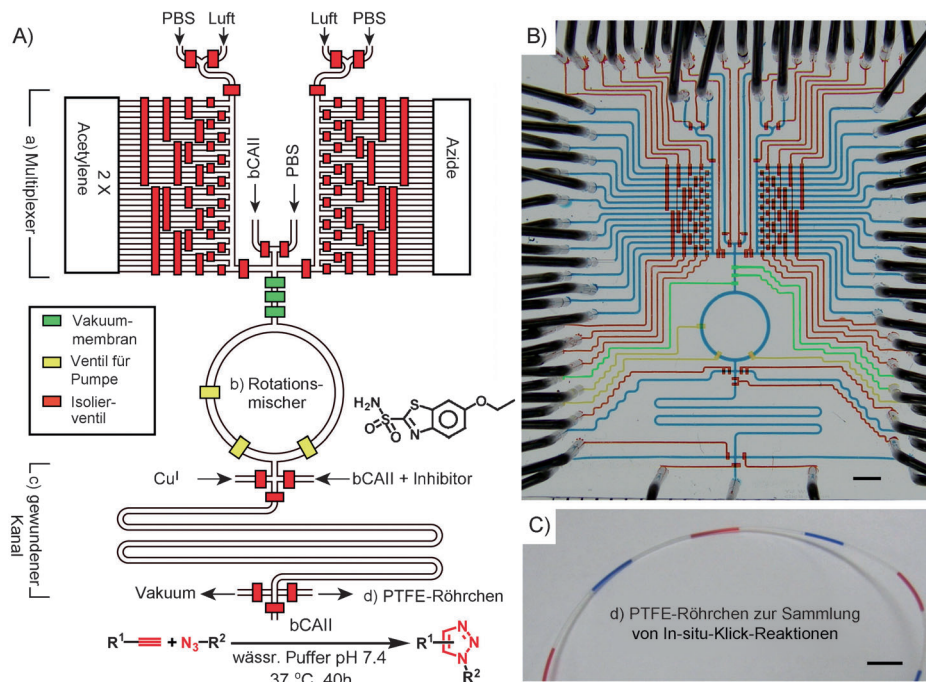 A)
PBS Luft
Luft PBS
a) Multiplexer
Acetylene
2 X
bCAII
PBS
Azide
Vakuum-
membran
Ventil für
Pumpe
Isolier-
ventil
b) Rotations-
mischer
H₂N
S
O
O
S
N
O
c) gewundener
Kanal
Cuᴵ
bCAII + Inhibitor
Vakuum
d) PTFE-Röhrchen
bCAII
R¹
+ N₃–R²
wässr. Puffer pH 7.4
37 °C, 40h
R¹
N
N
N
R²
B)
C)
d) PTFE-Röhrchen zur Sammlung
von In-situ-Klick-Reaktionen